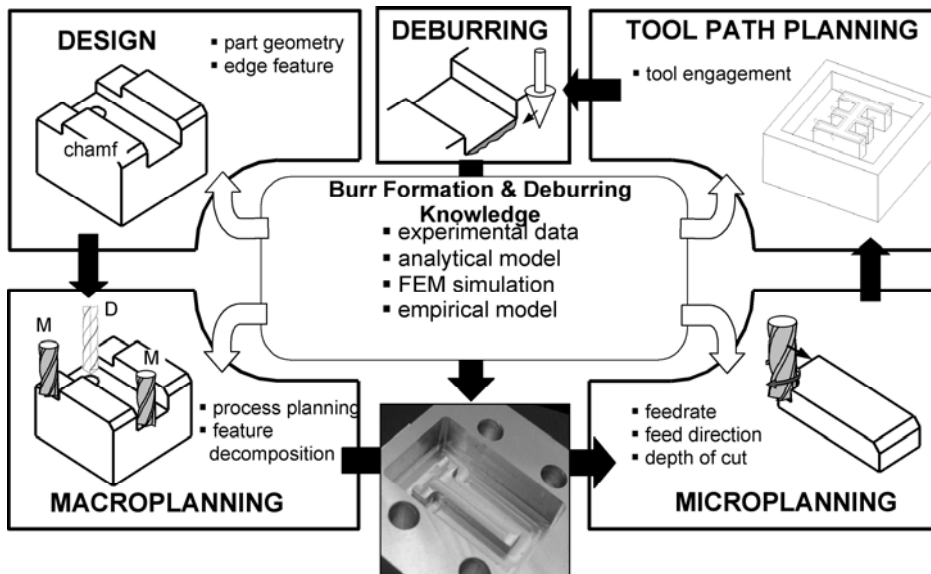 DESIGN
▪ part geometry
▪ edge feature
chamf
DEBURRING
TOOL PATH PLANNING
▪ tool engagement
Burr Formation & Deburring
Knowledge
▪ experimental data
▪ analytical model
▪ FEM simulation
▪ empirical model
M
D
M
▪ process planning
▪ feature
decomposition
MACROPLANNING
▪ feedrate
▪ feed direction
▪ depth of cut
MICROPLANNING